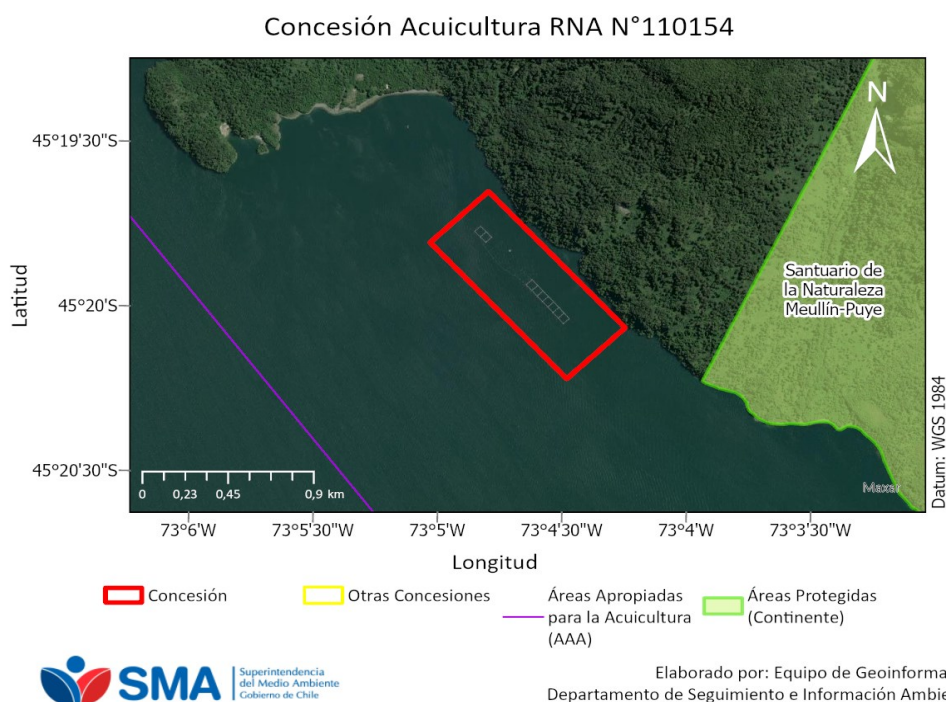 Concesión Acuicultura RNA N°110154
N
45°19'30"S
45°20'S
45°20'30"S
Latitud
Santuario de
la Naturaleza
Meullín-Puye
Datum: WGS 1984
Maxar
0 0,23 0,45 0,9 km
73°6'W 73°5'30"W 73°5'W 73°4'30"W 73°4'W 73°3'30"W
Longitud
Concesión
Otras Concesiones
Áreas Apropiadas
para la Acuicultura
(AAA)
Áreas Protegidas
(Continente)
SMA
Superintendencia
del Medio Ambiente
Gobierno de Chile
Elaborado por: Equipo de Geoinforma
Departamento de Seguimiento e Información Ambie